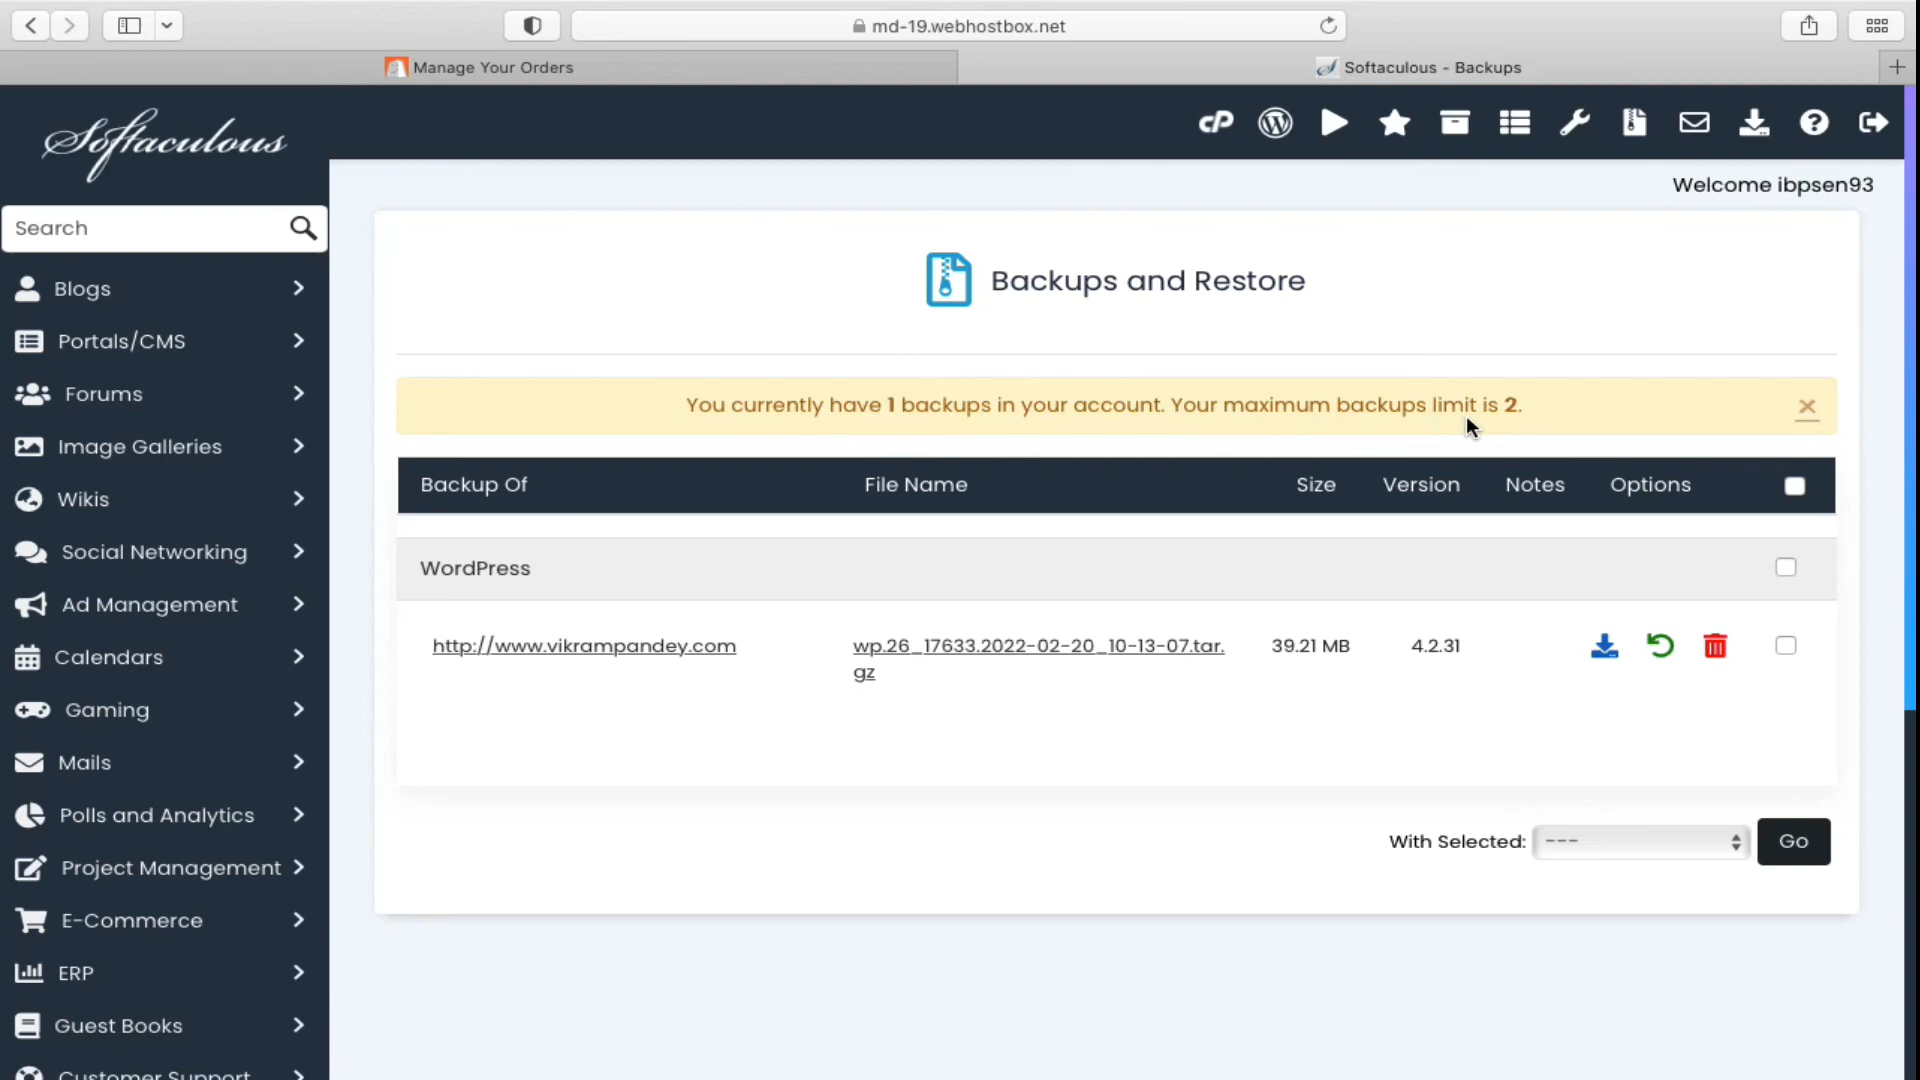 md-19.webhostbox.net
Manage Your Orders
Softaculous - Backups
Softaculous
cP
Welcome ibpsen93
Search
Blogs
Portals/CMS
Forums
Image Galleries
Wikis
Social Networking
Ad Management
Calendars
Gaming
Mails
Polls and Analytics
Project Management
E-Commerce
ERP
Guest Books
Customer Support
Backups and Restore
You currently have 1 backups in your account. Your maximum backups limit is 2.
Backup Of File Name Size Version Notes Options
WordPress
http://www.vikrampandey.com wp.26_17633.2022-02-20_10-13-07.tar. 39.21 MB 4.2.31
gz
With Selected: --- Go